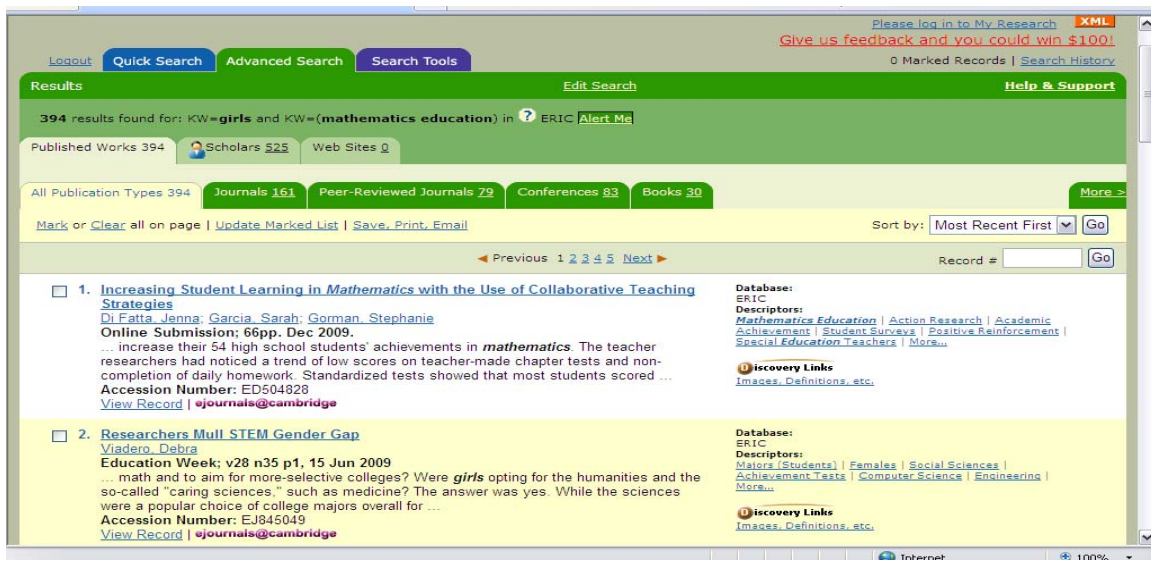 Please log in to My Research XML
Give us feedback and you could win $100!
Logout Quick Search Advanced Search Search Tools 0 Marked Records | Search History
Results Edit Search Help & Support
394 results found for: KW=girls and KW=(mathematics education) in ? ERIC Alert Me
Published Works 394 Scholars 525 Web Sites 0
All Publication Types 394 Journals 161 Peer-Reviewed Journals 79 Conferences 83 Books 30 More >
Mark or Clear all on page | Update Marked List | Save, Print, Email Sort by: Most Recent First Go
Previous 1 2 3 4 5 Next Record # Go
1. Increasing Student Learning in Mathematics with the Use of Collaborative Teaching
Strategies
Di Fatta, Jenna; Garcia, Sarah; Gorman, Stephanie
Online Submission; 66pp. Dec 2009.
... increase their 54 high school students' achievements in mathematics. The teacher
researchers had noticed a trend of low scores on teacher-made chapter tests and non-
completion of daily homework. Standardized tests showed that most students scored ...
Accession Number: ED504828
View Record | ejournals@cambridge
Database:
ERIC
Descriptors:
Mathematics Education | Action Research | Academic
Achievement | Student Surveys | Positive Reinforcement |
Special Education Teachers | More...
Discovery Links
Images, Definitions, etc.
2. Researchers Mull STEM Gender Gap
Viadero, Debra
Education Week; v28 n35 p1, 15 Jun 2009
... math and to aim for more-selective colleges? Were girls opting for the humanities and the
so-called "caring sciences," such as medicine? The answer was yes. While the sciences
were a popular choice of college majors overall for ...
Accession Number: EJ845049
View Record | ejournals@cambridge
Database:
ERIC
Descriptors:
Majors (Students) | Females | Social Sciences |
Achievement Tests | Computer Science | Engineering |
More...
Discovery Links
Images, Definitions, etc.
Internet 100%